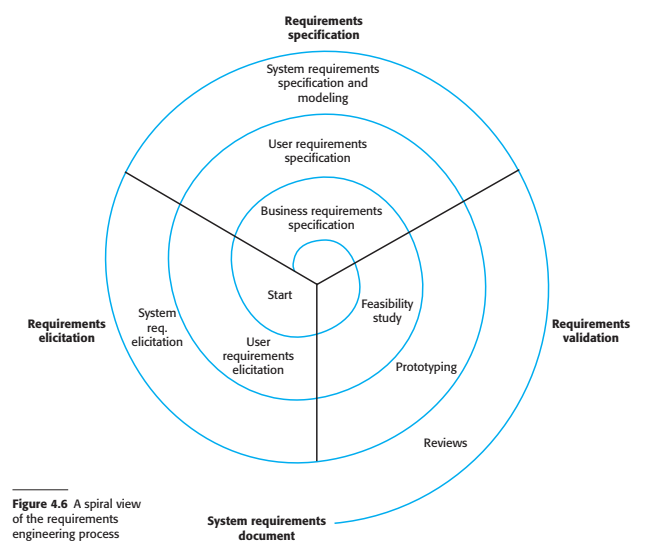 Requirements
specification
System requirements
specification and
modeling
User requirements
specification
Business requirements
specification
Start
Feasibility
study
System
req.
elicitation
User
requirements
elicitation
Requirements
elicitation
Requirements
validation
Prototyping
Reviews
Figure 4.6 A spiral view
of the requirements
engineering process
System requirements
document